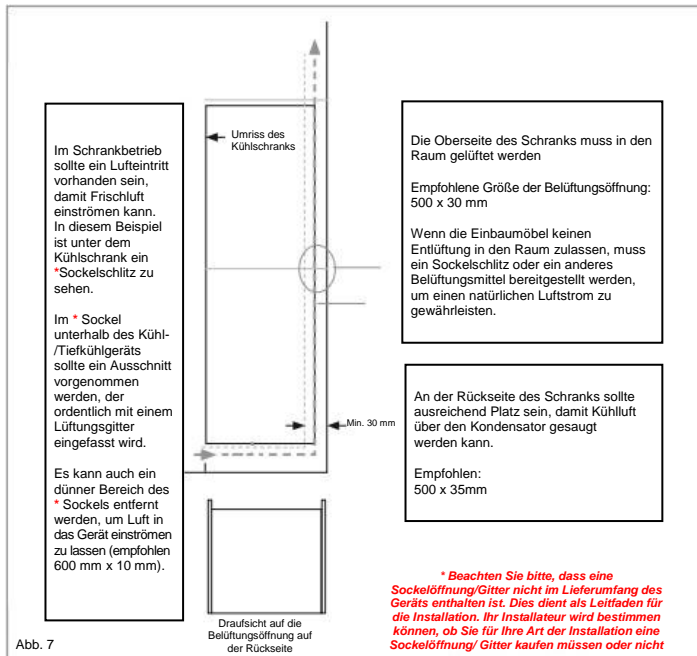 Im Schrankbetrieb
sollte ein Lufteintritt
vorhanden sein,
damit Frischluft
einströmen kann.
In diesem Beispiel
ist unter dem
Kühlschrank ein
*Sockelschlitz zu
sehen.
Im * Sockel
unterhalb des Kühl-
/Tiefkühlgeräts
sollte ein Ausschnitt
vorgenommen
werden, der
ordentlich mit einem
Lüftungsgitter
eingefasst wird.
Es kann auch ein
dünner Bereich des
* Sockels entfernt
werden, um Luft in
das Gerät einströmen
zu lassen (empfohlen
600 mm x 10 mm).
Umriss des
Kühlschranks
Min. 30 mm
Die Oberseite des Schranks muss in den
Raum gelüftet werden
Empfohlene Größe der Belüftungsöffnung:
500 x 30 mm
Wenn die Einbaumöbel keinen
Entlüftung in den Raum zulassen, muss
ein Sockelschlitz oder ein anderes
Belüftungsmittel bereitgestellt werden,
um einen natürlichen Luftstrom zu
gewährleisten.
An der Rückseite des Schranks sollte
ausreichend Platz sein, damit Kühlluft
über den Kondensator gesaugt
werden kann.
Empfohlen:
500 x 35mm
* Beachten Sie bitte, dass eine
Sockelöffnung/Gitter nicht im Lieferumfang des
Geräts enthalten ist. Dies dient als Leitfaden für
die Installation. Ihr Installateur wird bestimmen
können, ob Sie für Ihre Art der Installation eine
Sockelöffnung/ Gitter kaufen müssen oder nicht
Draufsicht auf die
Belüftungsöffnung auf
der Rückseite
Abb. 7